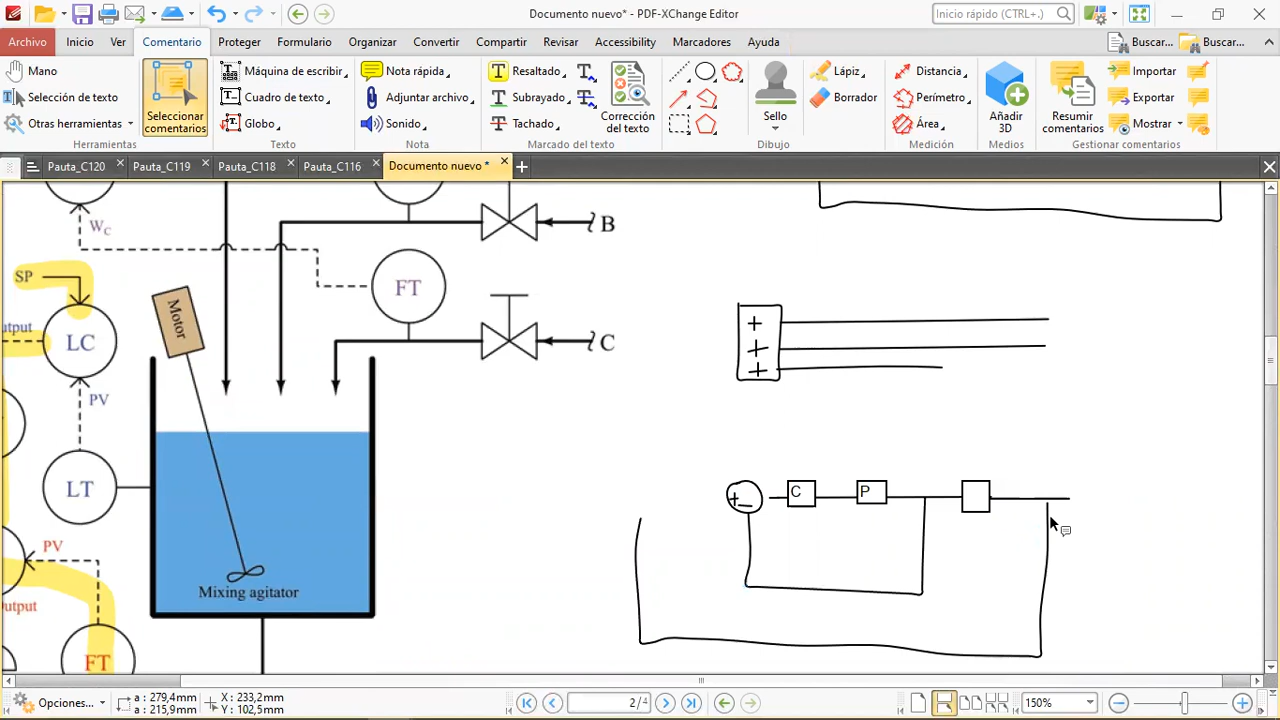 Documento nuevo* - PDF-XChange Editor
Inicio rápido (CTRL+.)
Archivo Inicio Ver Comentario Proteger Formulario Organizar Convertir Compartir Revisar Accessibility Marcadores Ayuda Buscar... Buscar...
Mano
Selección de texto
Otras herramientas
Seleccionar comentarios
Herramientas
Máquina de escribir
Cuadro de texto
Globo
Texto
Nota rápida
Adjuntar archivo
Sonido
Nota
Resaltado
Subrayado
Tachado
Corrección del texto
Marcado del texto
Lápiz
Borrador
Dibujo
Sello
Distancia
Perímetro
Área
Medición
Añadir 3D
Medios
Resumir comentarios
Importar
Exportar
Mostrar
Gestionar comentarios
Pauta_C120 Pauta_C119 Pauta_C118 Pauta_C116 Documento nuevo *
WC
B
SP
FT
Motor
utput
LC
C
PV
LT
PV
Mixing agitator
Output
FT
+
+
+
+ −
C
P
Opciones...
a : 279,4mm
a : 215,9mm
X : 233,2mm
Y : 102,5mm
2/4
150%